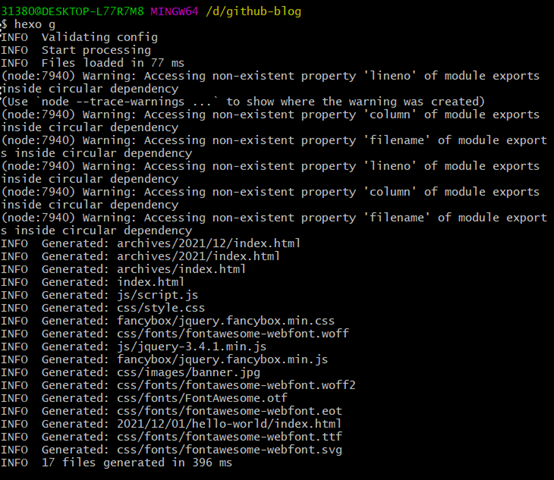 31380@DESKTOP-L77R7M8 MINGW64 /d/github-blog
$ hexo g
INFO  Validating config
INFO  Start processing
INFO  Files loaded in 77 ms
(node:7940) Warning: Accessing non-existent property 'lineno' of module exports
inside circular dependency
(Use `node --trace-warnings ...` to show where the warning was created)
(node:7940) Warning: Accessing non-existent property 'column' of module exports
inside circular dependency
(node:7940) Warning: Accessing non-existent property 'filename' of module export
s inside circular dependency
(node:7940) Warning: Accessing non-existent property 'lineno' of module exports
inside circular dependency
(node:7940) Warning: Accessing non-existent property 'column' of module exports
inside circular dependency
(node:7940) Warning: Accessing non-existent property 'filename' of module export
s inside circular dependency
INFO  Generated: archives/2021/12/index.html
INFO  Generated: archives/2021/index.html
INFO  Generated: archives/index.html
INFO  Generated: index.html
INFO  Generated: js/script.js
INFO  Generated: css/style.css
INFO  Generated: fancybox/jquery.fancybox.min.css
INFO  Generated: css/fonts/fontawesome-webfont.woff
INFO  Generated: js/jquery-3.4.1.min.js
INFO  Generated: fancybox/jquery.fancybox.min.js
INFO  Generated: css/images/banner.jpg
INFO  Generated: css/fonts/fontawesome-webfont.woff2
INFO  Generated: css/fonts/FontAwesome.otf
INFO  Generated: css/fonts/fontawesome-webfont.eot
INFO  Generated: 2021/12/01/hello-world/index.html
INFO  Generated: css/fonts/fontawesome-webfont.ttf
INFO  Generated: css/fonts/fontawesome-webfont.svg
INFO  17 files generated in 396 ms